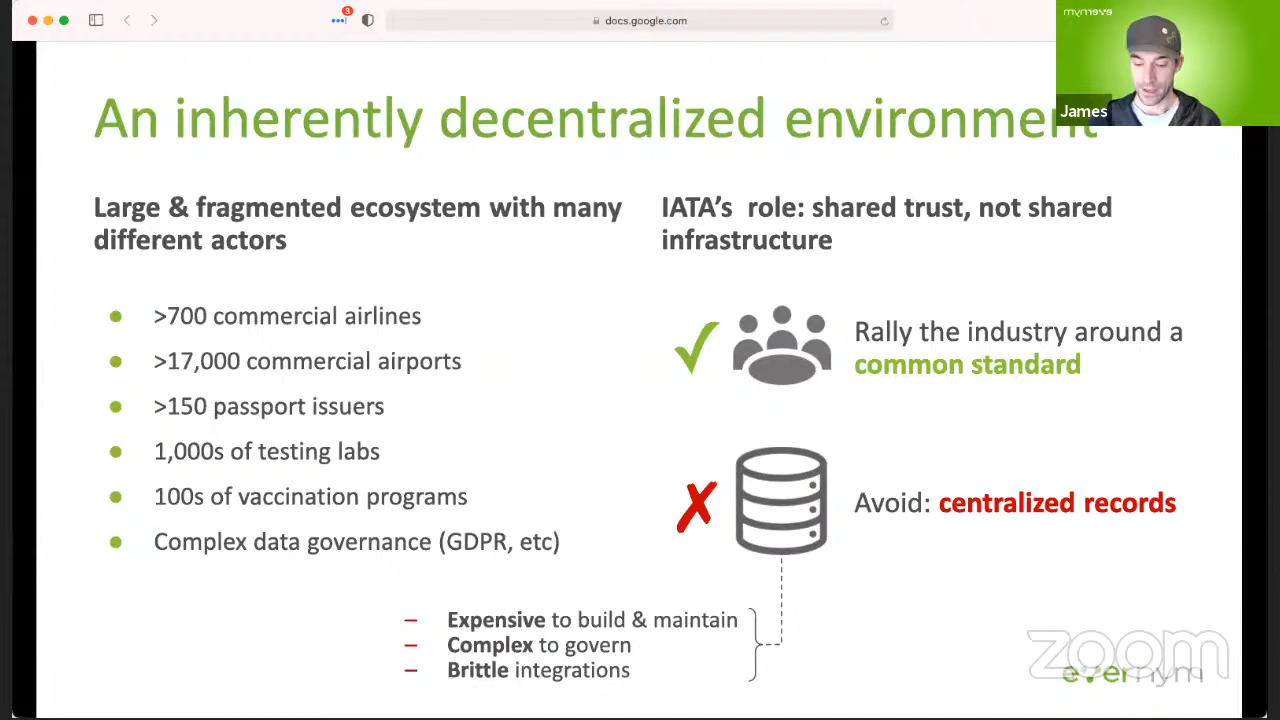 3
docs.google.com
evernym
James
An inherently decentralized environment
Large & fragmented ecosystem with many
different actors
>700 commercial airlines
>17,000 commercial airports
>150 passport issuers
1,000s of testing labs
100s of vaccination programs
Complex data governance (GDPR, etc)
IATA's role: shared trust, not shared
infrastructure
Rally the industry around a
common standard
Avoid: centralized records
Expensive to build & maintain
Complex to govern
Brittle integrations
zoom
evernym